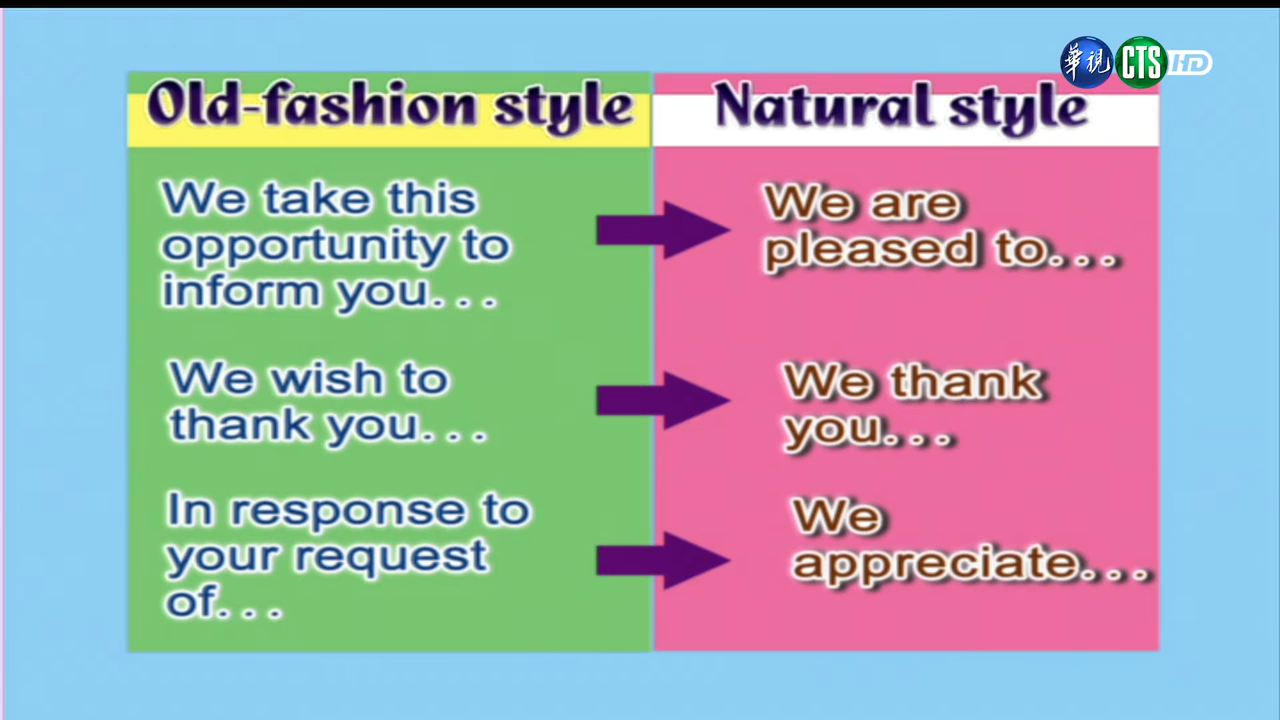 華視 CTS HD
Old-fashion style
Natural style
We take this
opportunity to
inform you...
We are
pleased to...
We wish to
thank you...
We thank
you...
In response to
your request
of...
We
appreciate...